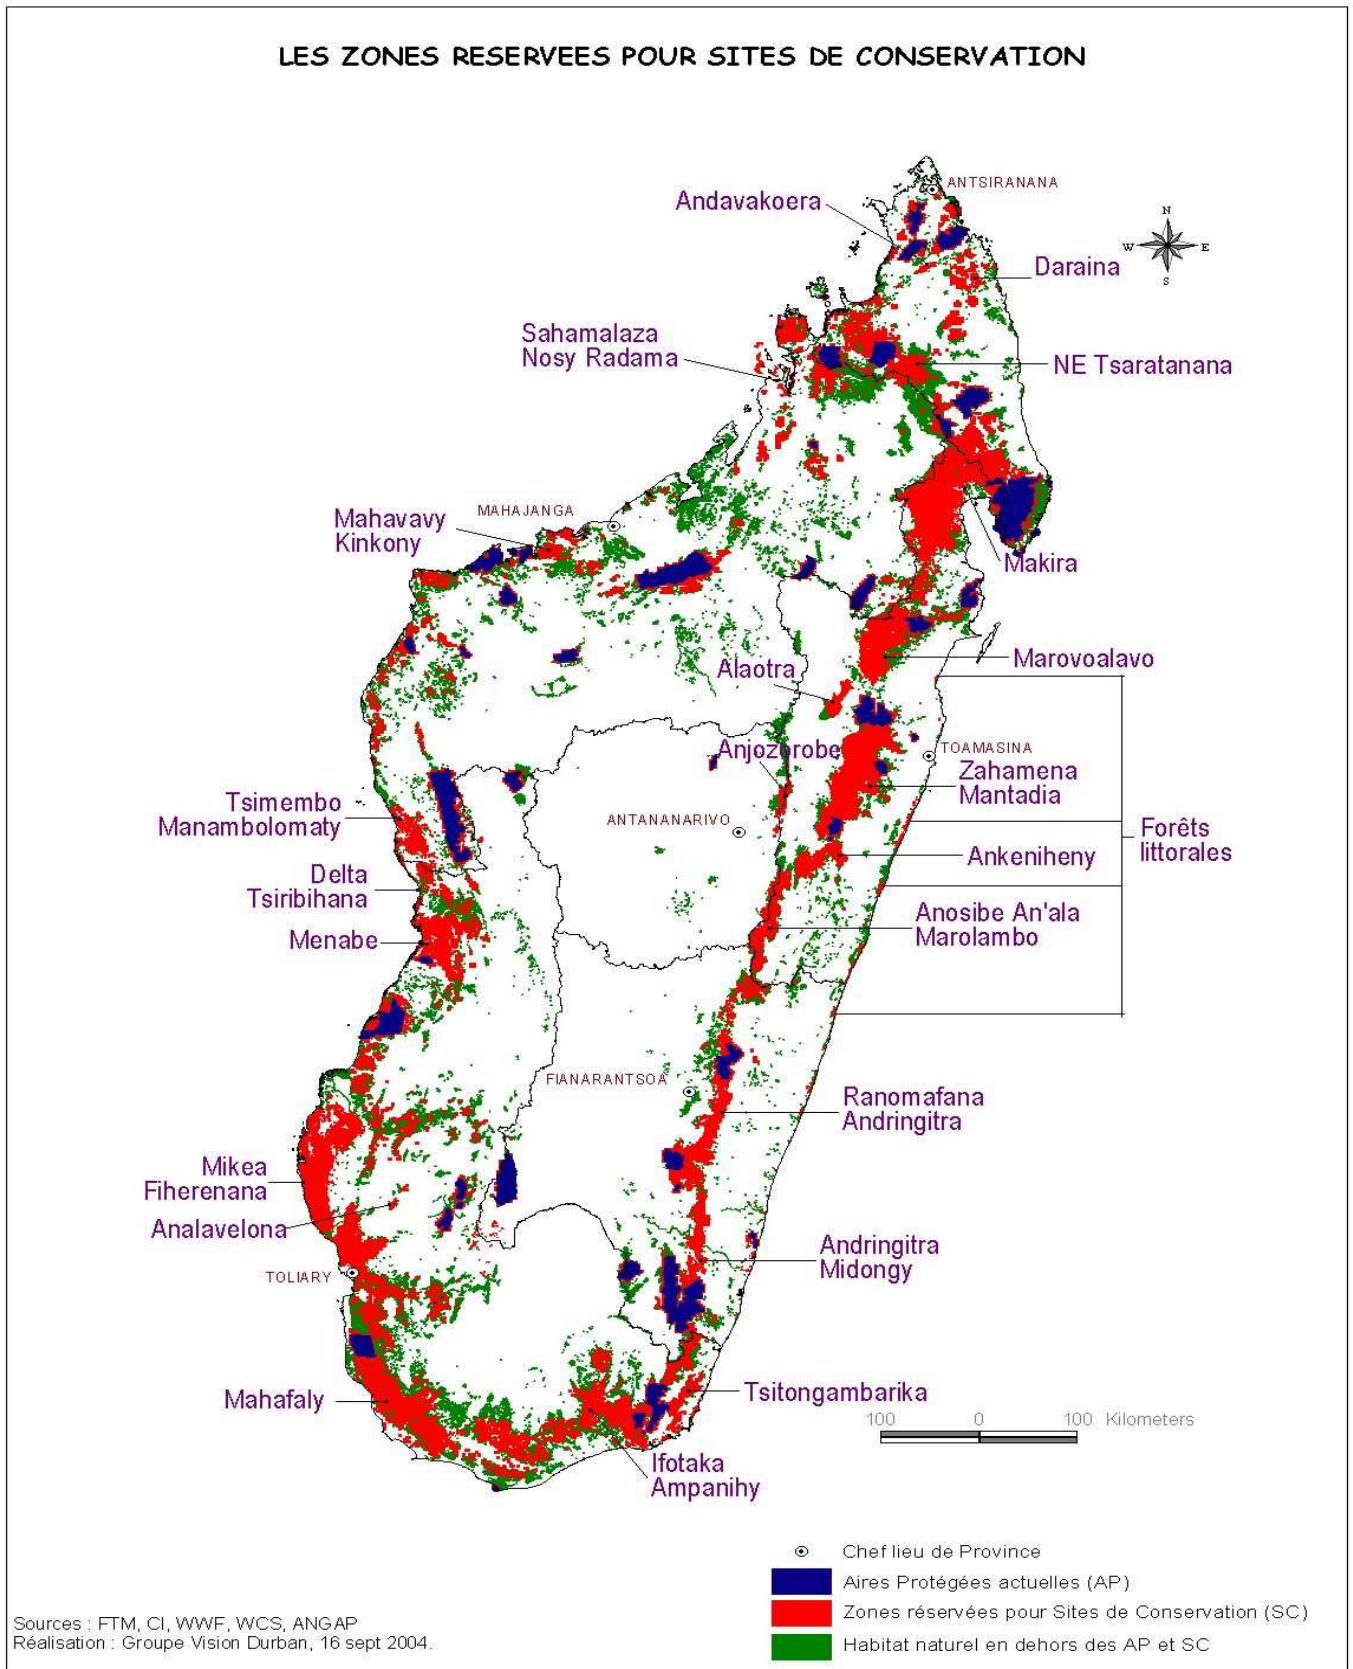 LES ZONES RESERVEES POUR SITES DE CONSERVATION
ANTSIRANANA
Andavakoera
N
W
E
S
Daraina
Sahamalaza
Nosy Radama
NE Tsaratanana
MAHAJANGA
Mahavavy
Kinkony
Makira
Marovoalavo
Alaotra
Anjozorobe
TOAMASINA
Zahamena
Mantadia
Tsimembo
Manambolomaty
ANTANANARIVO
Forêts
littorales
Ankeniheny
Delta
Tsiribihana
Anosibe An'ala
Marolambo
Menabe
FIANARANTSOA
Ranomafana
Andringitra
Mikea
Fiherenana
Analavelona
Andringitra
Midongy
TOLIARY
Mahafaly
Tsitongambarika
100 0 100 Kilometers
Ifotaka
Ampanihy
Chef lieu de Province
Aires Protégées actuelles (AP)
Zones réservées pour Sites de Conservation (SC)
Habitat naturel en dehors des AP et SC
Sources : FTM, CI, WWF, WCS, ANGAP
Réalisation : Groupe Vision Durban, 16 sept 2004.